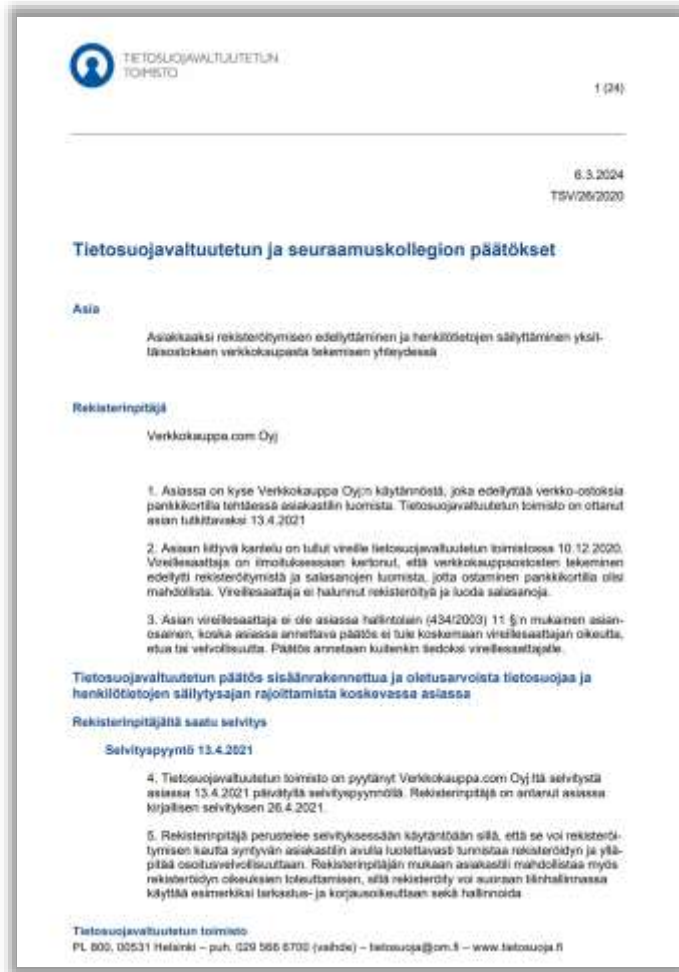 TIETOSUOJAVALTUUTETUN
TOIMISTO
1 (24)
6.3.2024
TSV/26/2020
Tietosuojavaltuutetun ja seuraamuskollegion päätökset
Asia
Asiakkaaksi rekisteröitymisen edellyttäminen ja henkilötietojen säilyttäminen yksit-
täisostoksen verkkokaupasta tekemisen yhteydessä
Rekisterinpitäjä
Verkkokauppa.com Oyj
1. Asiassa on kyse Verkkokauppa Oyj:n käytännöstä, joka edellyttää verkko-ostoksia
pankkikortilla tehtäessä asiakastilin luomista. Tietosuojavaltuutetun toimisto on ottanut
asian tutkittavaksi 13.4.2021
2. Asiaan liittyvä kantelu on tullut vireille tietosuojavaltuutetun toimistossa 10.12.2020.
Vireillesaattaja on ilmoituksessaan kertonut, että verkkokauppaostosten tekeminen
edellytti rekisteröitymistä ja salasanojen luomista, jotta ostaminen pankkikortilla olisi
mahdollista. Vireillesaattaja ei halunnut rekisteröityä ja luoda salasanoja.
3. Asian vireillesaattaja ei ole asiassa hallintolain (434/2003) 11 §:n mukainen asian-
osainen, koska asiassa annettava päätös ei tule koskemaan vireillesaattajan oikeutta,
etua tai velvollisuutta. Päätös annetaan kuitenkin tiedoksi vireillesaattajalle.
Tietosuojavaltuutetun päätös sisäänrakennettua ja oletusarvoista tietosuojaa ja
henkilötietojen säilytysajan rajoittamista koskevassa asiassa
Rekisterinpitäjältä saatu selvitys
Selvityspyyntö 13.4.2021
4. Tietosuojavaltuutetun toimisto on pyytänyt Verkkokauppa.com Oyj:ltä selvitystä
asiassa 13.4.2021 päivätyllä selvityspyynnöllä. Rekisterinpitäjä on antanut asiassa
kirjallisen selvityksen 26.4.2021.
5. Rekisterinpitäjä perustelee selvityksessään käytäntöään sillä, että se voi rekisteröi-
tymisen kautta syntyvän asiakastilin avulla luotettavasti tunnistaa rekisteröidyn ja yllä-
pitää osoitusvelvollisuuttaan. Rekisterinpitäjän mukaan asiakastili mahdollistaa myös
rekisteröidyn oikeuksien toteuttamisen, sillä rekisteröity voi suoraan tilinhallinnassa
käyttää esimerkiksi tarkastus- ja korjausoikeuttaan sekä hallinnoida
Tietosuojavaltuutetun toimisto
PL 800, 00531 Helsinki – puh. 029 566 6700 (vaihde) – tietosuoja@om.fi – www.tietosuoja.fi